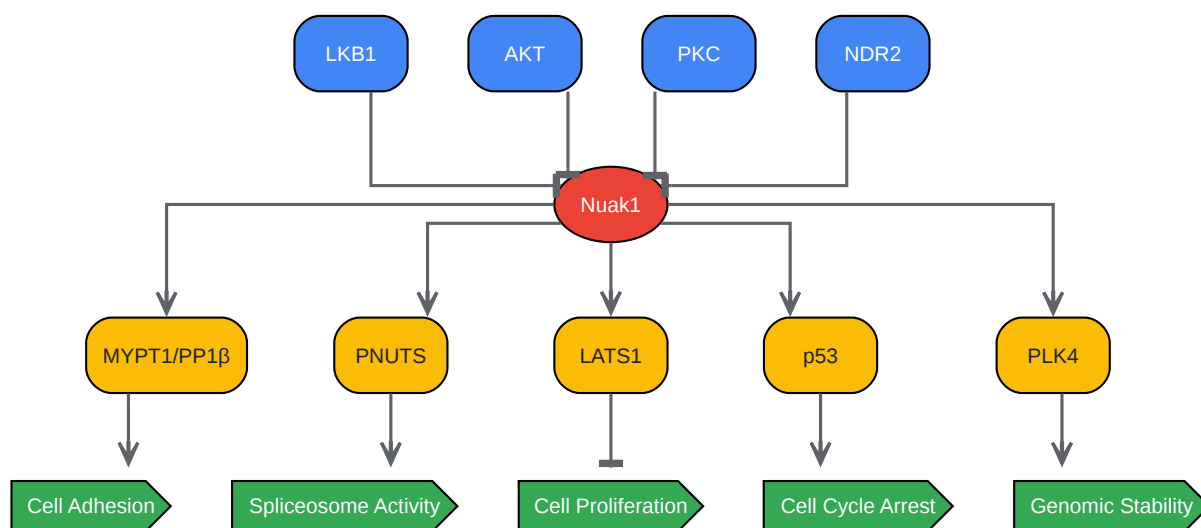 LKB1
AKT
PKC
NDR2
Nuak1
MYPT1/PP1β
PNUTS
LATS1
p53
PLK4
Cell Adhesion
Spliceosome Activity
Cell Proliferation
Cell Cycle Arrest
Genomic Stability